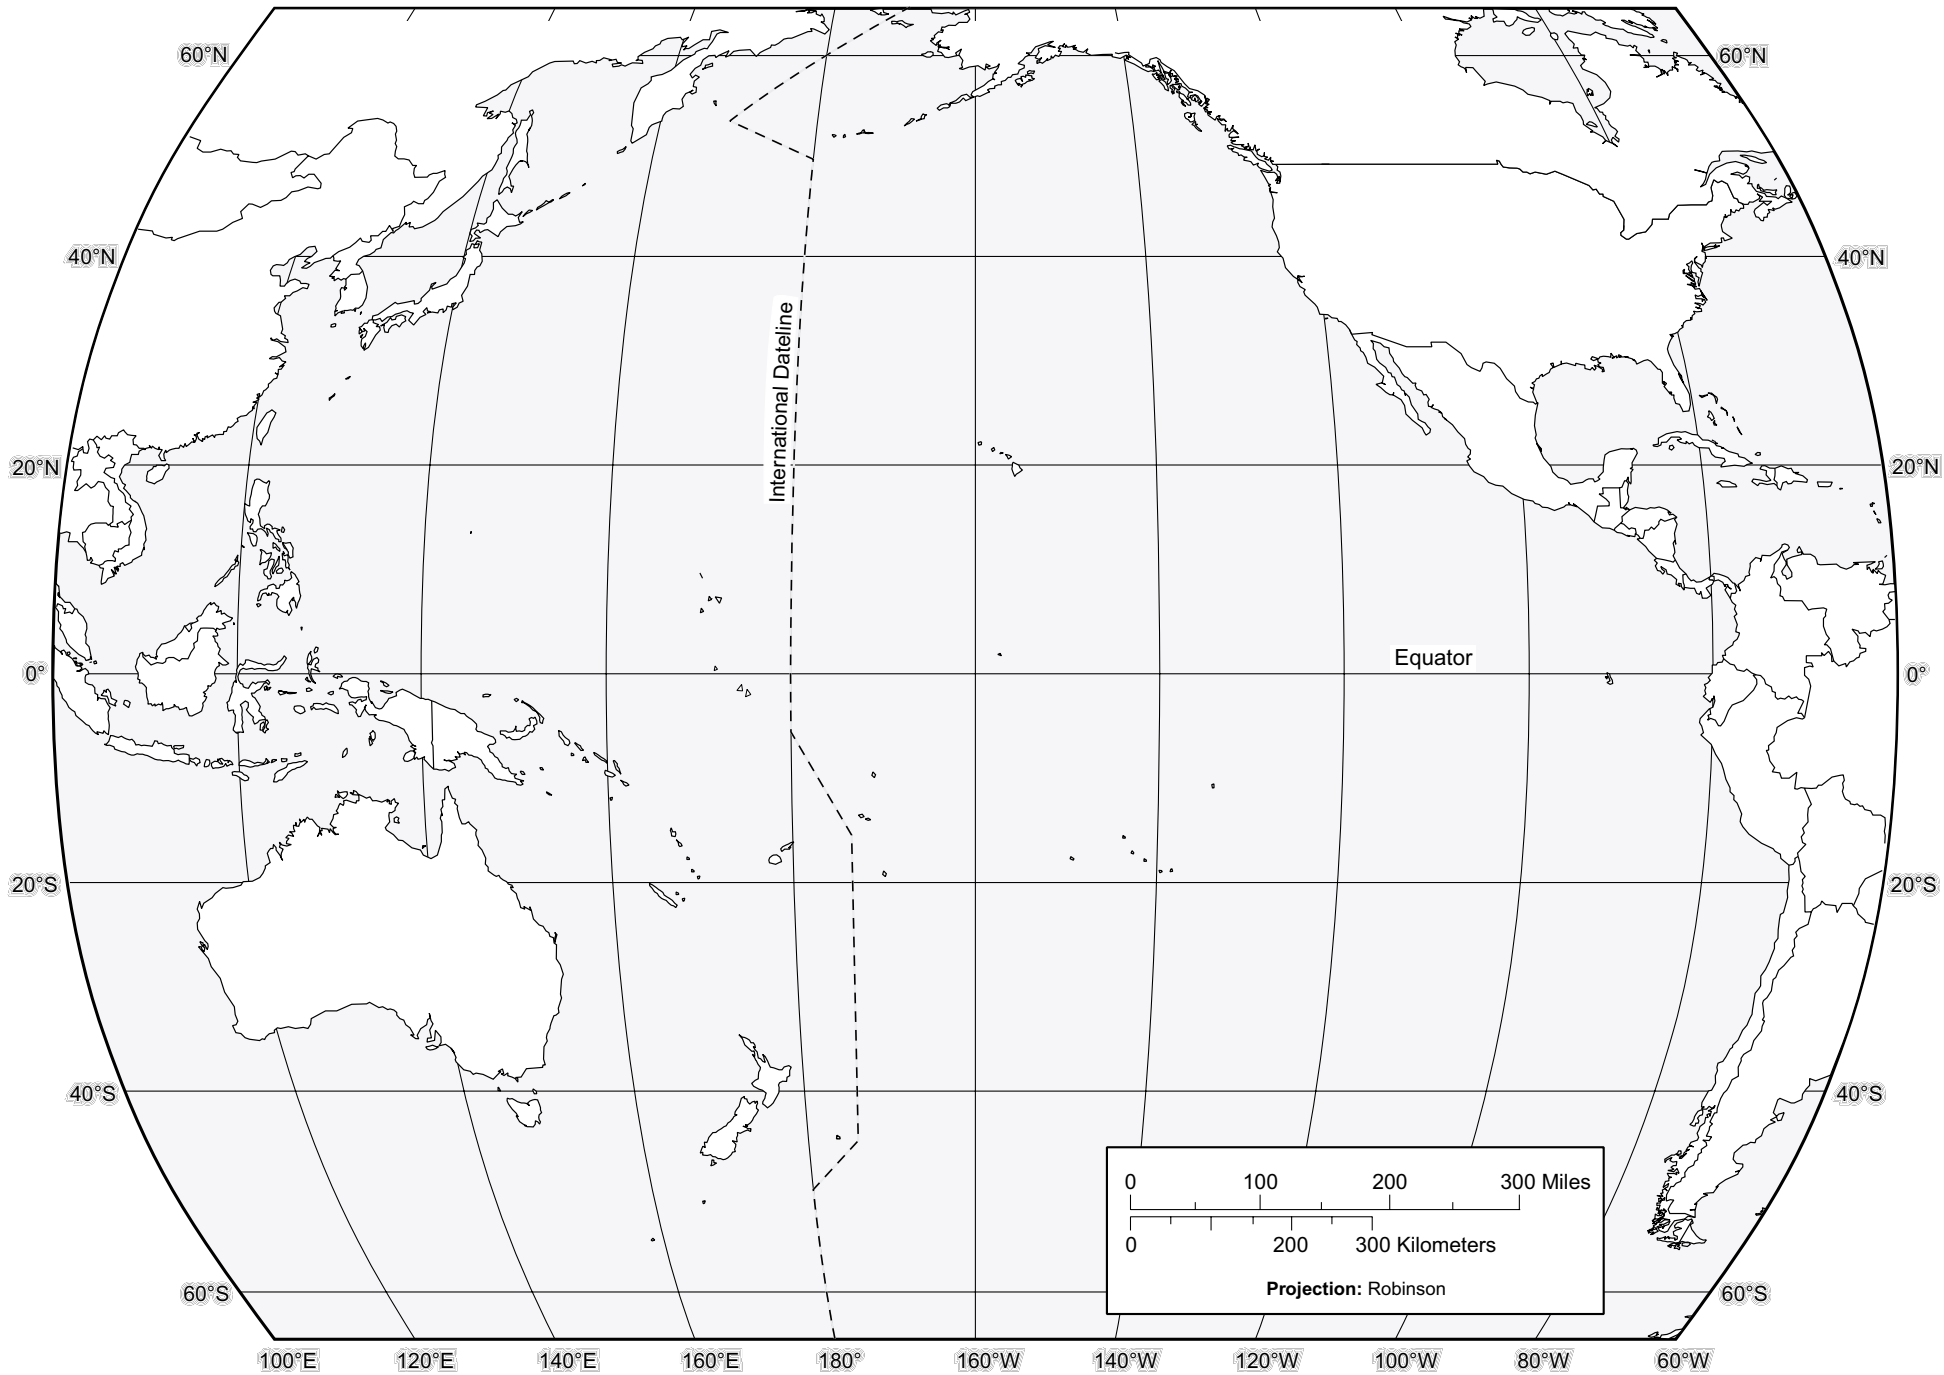 60°N
60°N
40°N
40°N
International Dateline
20°N
20°N
Equator
0°
0°
20°S
20°S
40°S
40°S
0 100 200 300 Miles
0 200 300 Kilometers
Projection: Robinson
60°S
60°S
100°E 120°E 140°E 160°E 180° 160°W 140°W 120°W 100°W 80°W 60°W